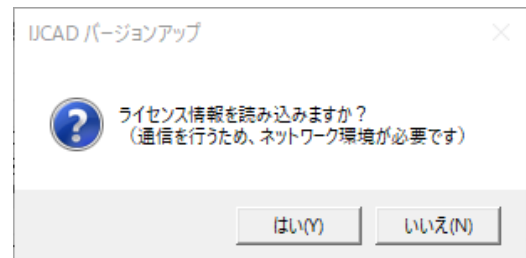 IJCAD バージョンアップ
ライセンス情報を読み込みますか？
（通信を行うため、ネットワーク環境が必要です）
はい(Y)
いいえ(N)